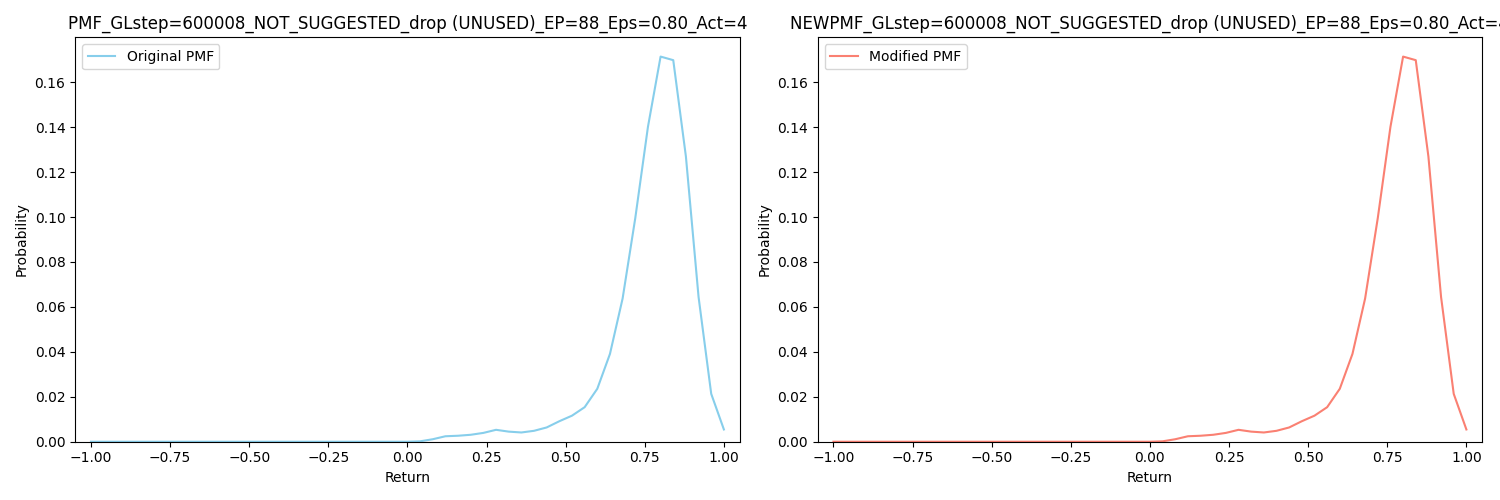 PMF_GLstep=600008_NOT_SUGGESTED_drop (UNUSED)_EP=88_Eps=0.80_Act=4
Original PMF
Probability
0.16
0.14
0.12
0.10
0.08
0.06
0.04
0.02
0.00
−1.00 −0.75 −0.50 −0.25 0.00 0.25 0.50 0.75 1.00
Return
NEWPMF_GLstep=600008_NOT_SUGGESTED_drop (UNUSED)_EP=88_Eps=0.80_Act=
Modified PMF
Probability
0.16
0.14
0.12
0.10
0.08
0.06
0.04
0.02
0.00
−1.00 −0.75 −0.50 −0.25 0.00 0.25 0.50 0.75 1.00
Return